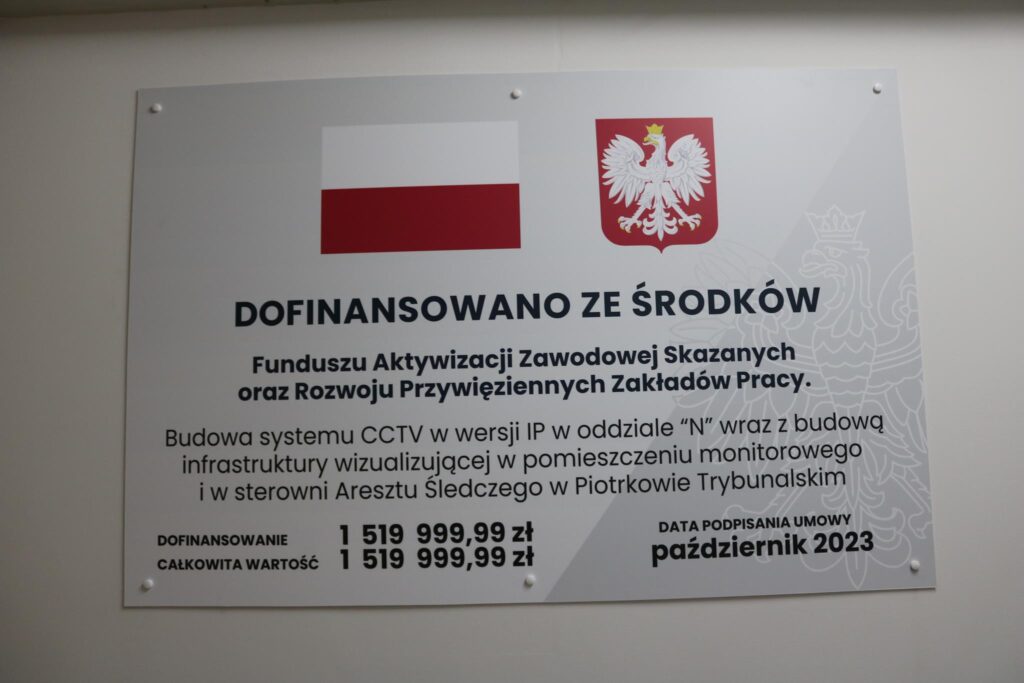 DOFINANSOWANO ZE ŚRODKÓW
Funduszu Aktywizacji Zawodowej Skazanych
oraz Rozwoju Przywięziennych Zakładów Pracy.
Budowa systemu CCTV w wersji IP w oddziale “N” wraz z budową
infrastruktury wizualizującej w pomieszczeniu monitorowego
i w sterowni Aresztu Śledczego w Piotrkowie Trybunalskim
DOFINANSOWANIE 1 519 999,99 zł
CAŁKOWITA WARTOŚĆ 1 519 999,99 zł
DATA PODPISANIA UMOWY
październik 2023